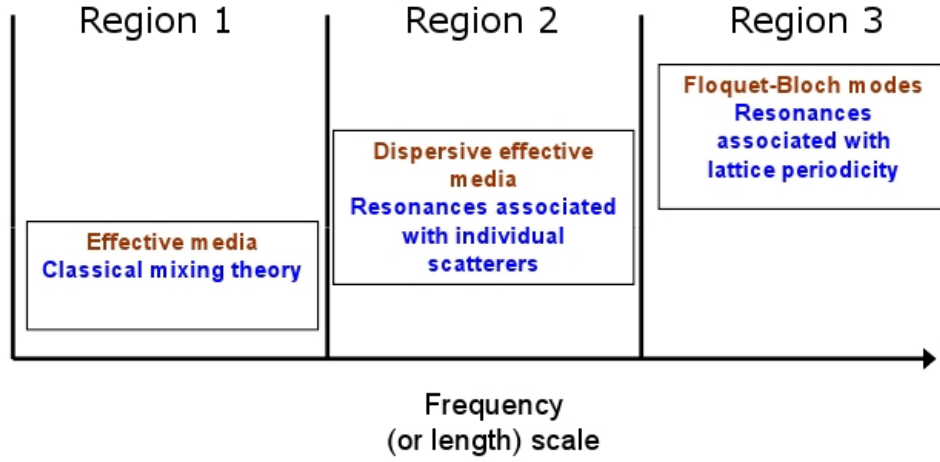 Region 1
Region 2
Region 3
Effective media
Classical mixing theory
Dispersive effective
media
Resonances associated
with individual
scatterers
Floquet-Bloch modes
Resonances
associated with
lattice periodicity
Frequency
(or length) scale